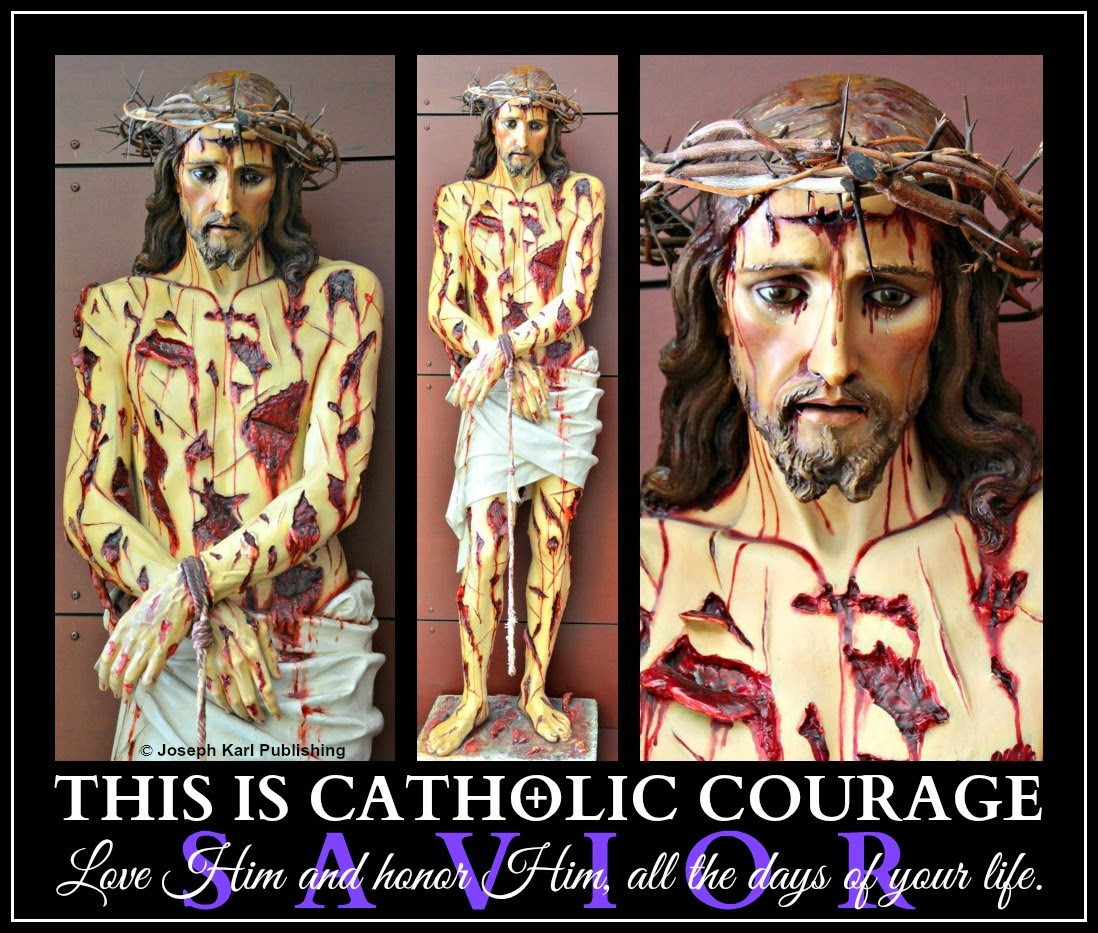 © Joseph Karl Publishing
THIS IS CATHOLIC COURAGE
SAVIOR
Love Him and honor Him, all the days of your life.